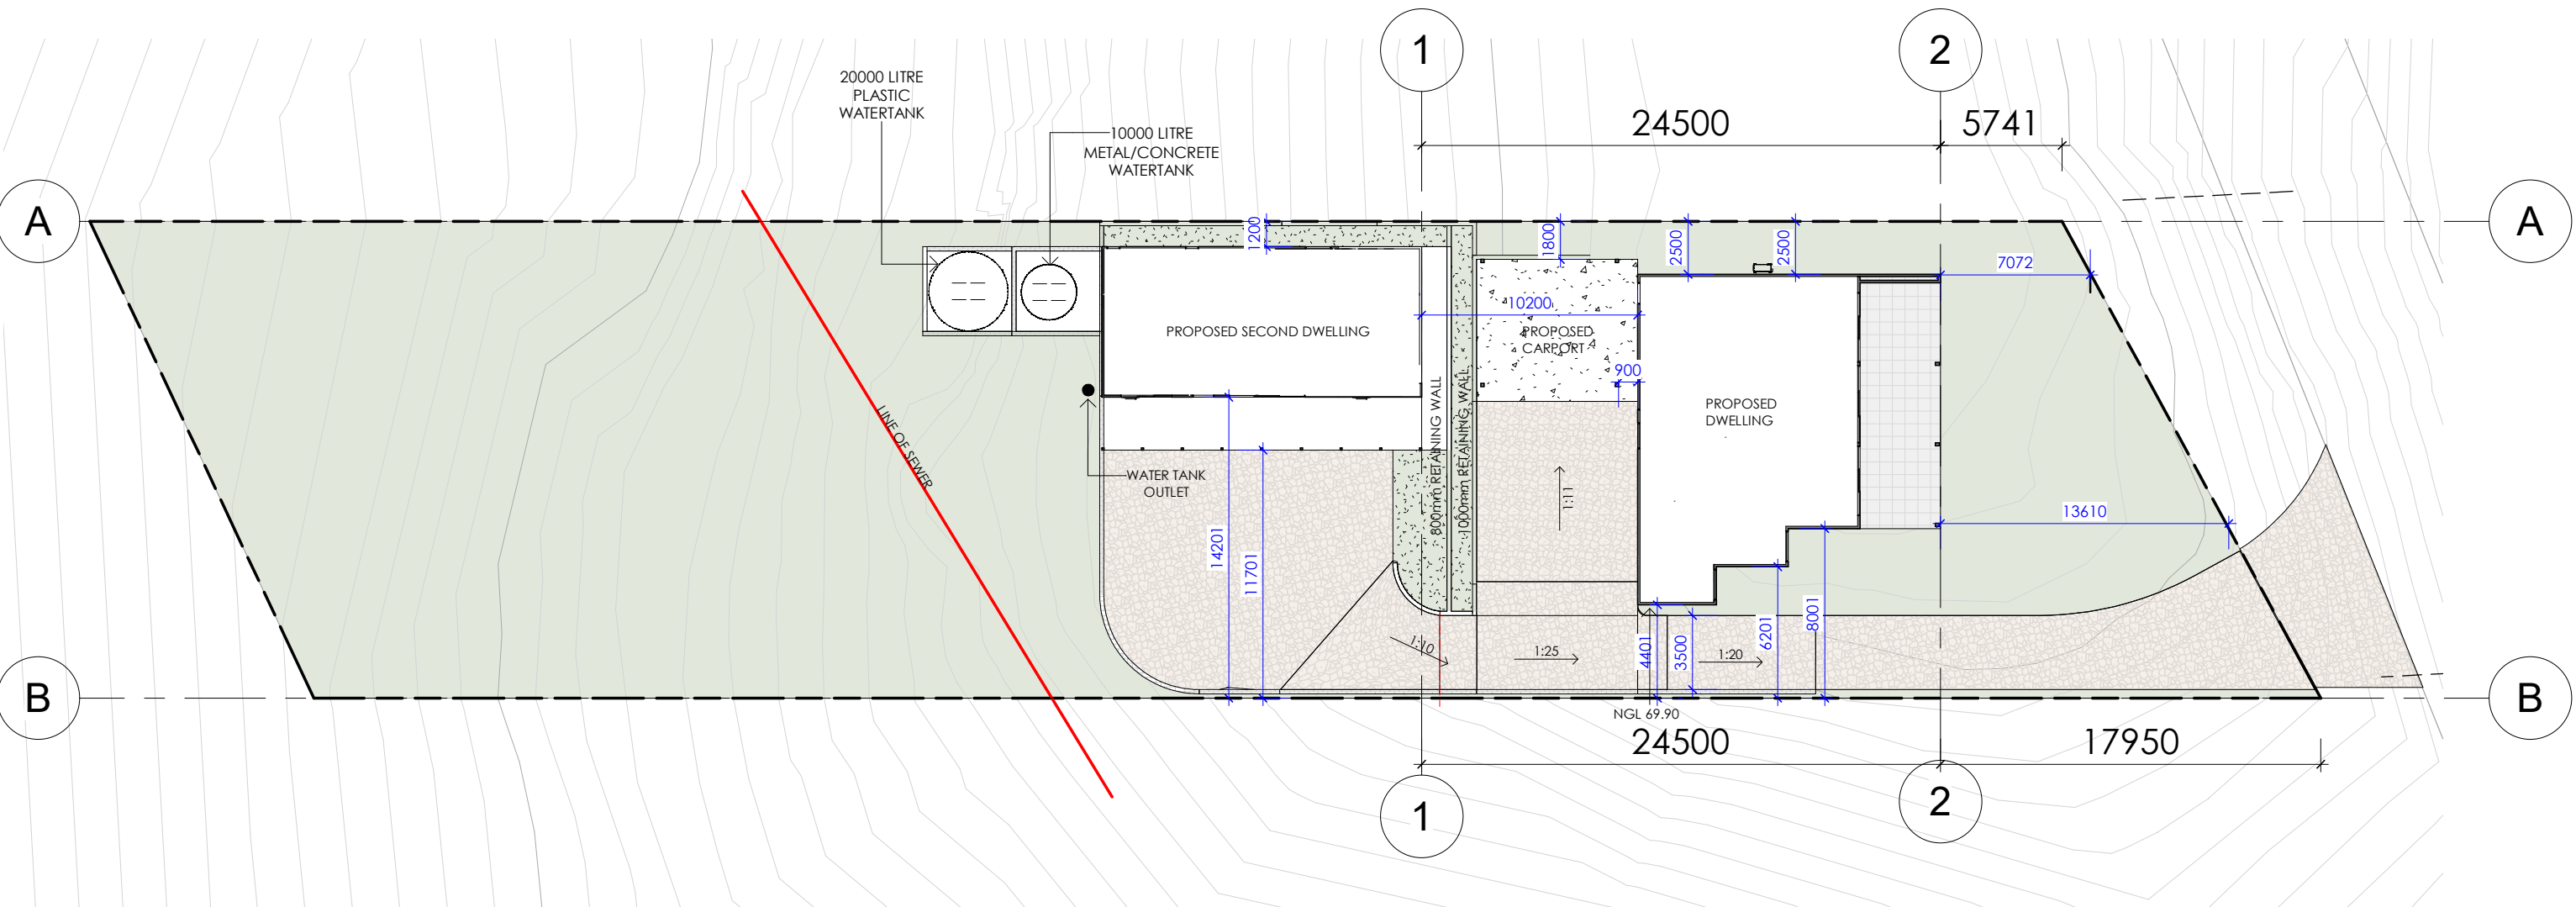 1
2
20000 LITRE
PLASTIC
WATERTANK
10000 LITRE
METAL/CONCRETE
WATERTANK
24500
5741
A
A
1200
1800
2500
2500
7072
10200
PROPOSED SECOND DWELLING
PROPOSED
CARPORT
900
PROPOSED
DWELLING
800mm RETAINING WALL
1000mm RETAINING WALL
LINE OF SEWER
WATER TANK
OUTLET
1:11
13610
14201
11701
1:10
1:25
1:20
4401
3500
6201
8001
B
B
NGL 69.90
24500
17950
1
2